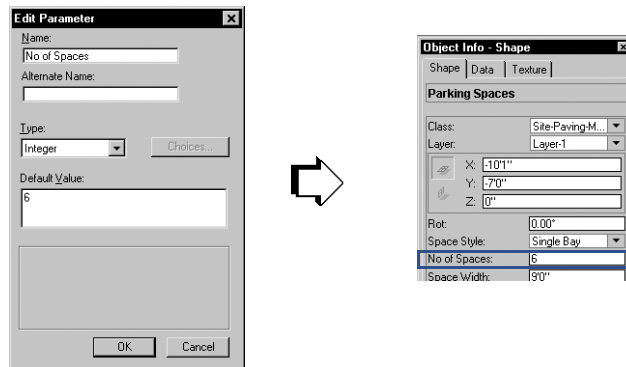 Edit Parameter
Name:
No of Spaces
Alternate Name:
Type:
Integer
Choices...
Default Value:
6
OK Cancel
Object Info - Shape
Shape Data Texture
Parking Spaces
Class: Site-Paving-M...
Layer: Layer-1
X: -10'1"
Y: -7'0"
Z: 0"
Rot: 0.00°
Space Style: Single Bay
No of Spaces: 6
Space Width: 9'0"